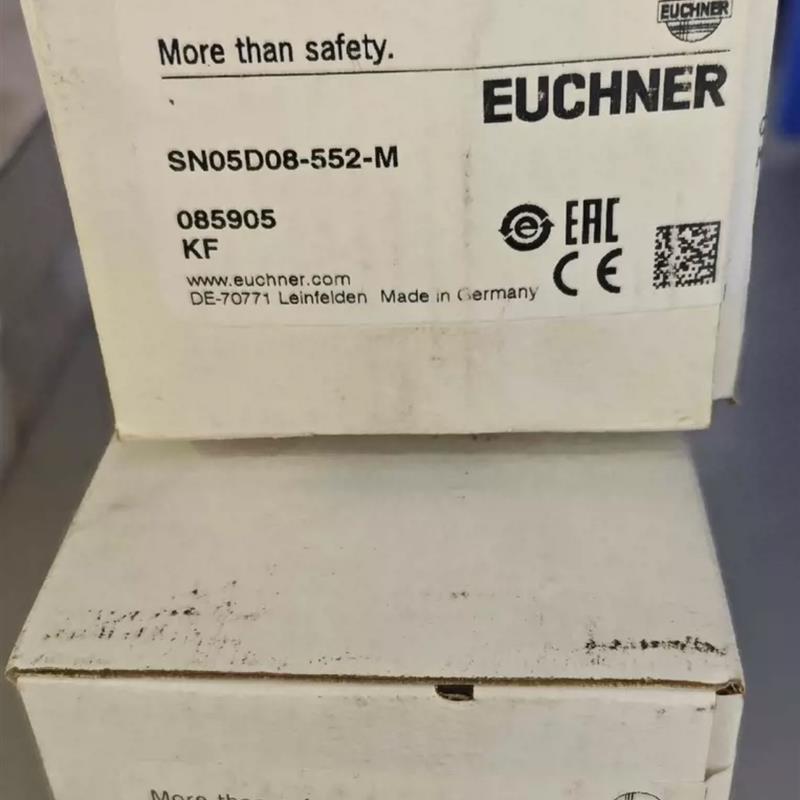 EUCHNER
More than safety.
EUCHNER
SN05D08-552-M
085905
KF
EAC
CE
www.euchner.com
DE-70771 Leinfelden Made in Germany
More